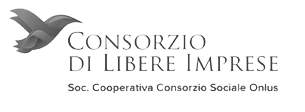 CONSORZIO
DI LIBERE IMPRESE
Soc. Cooperativa Consorzio Sociale Onlus